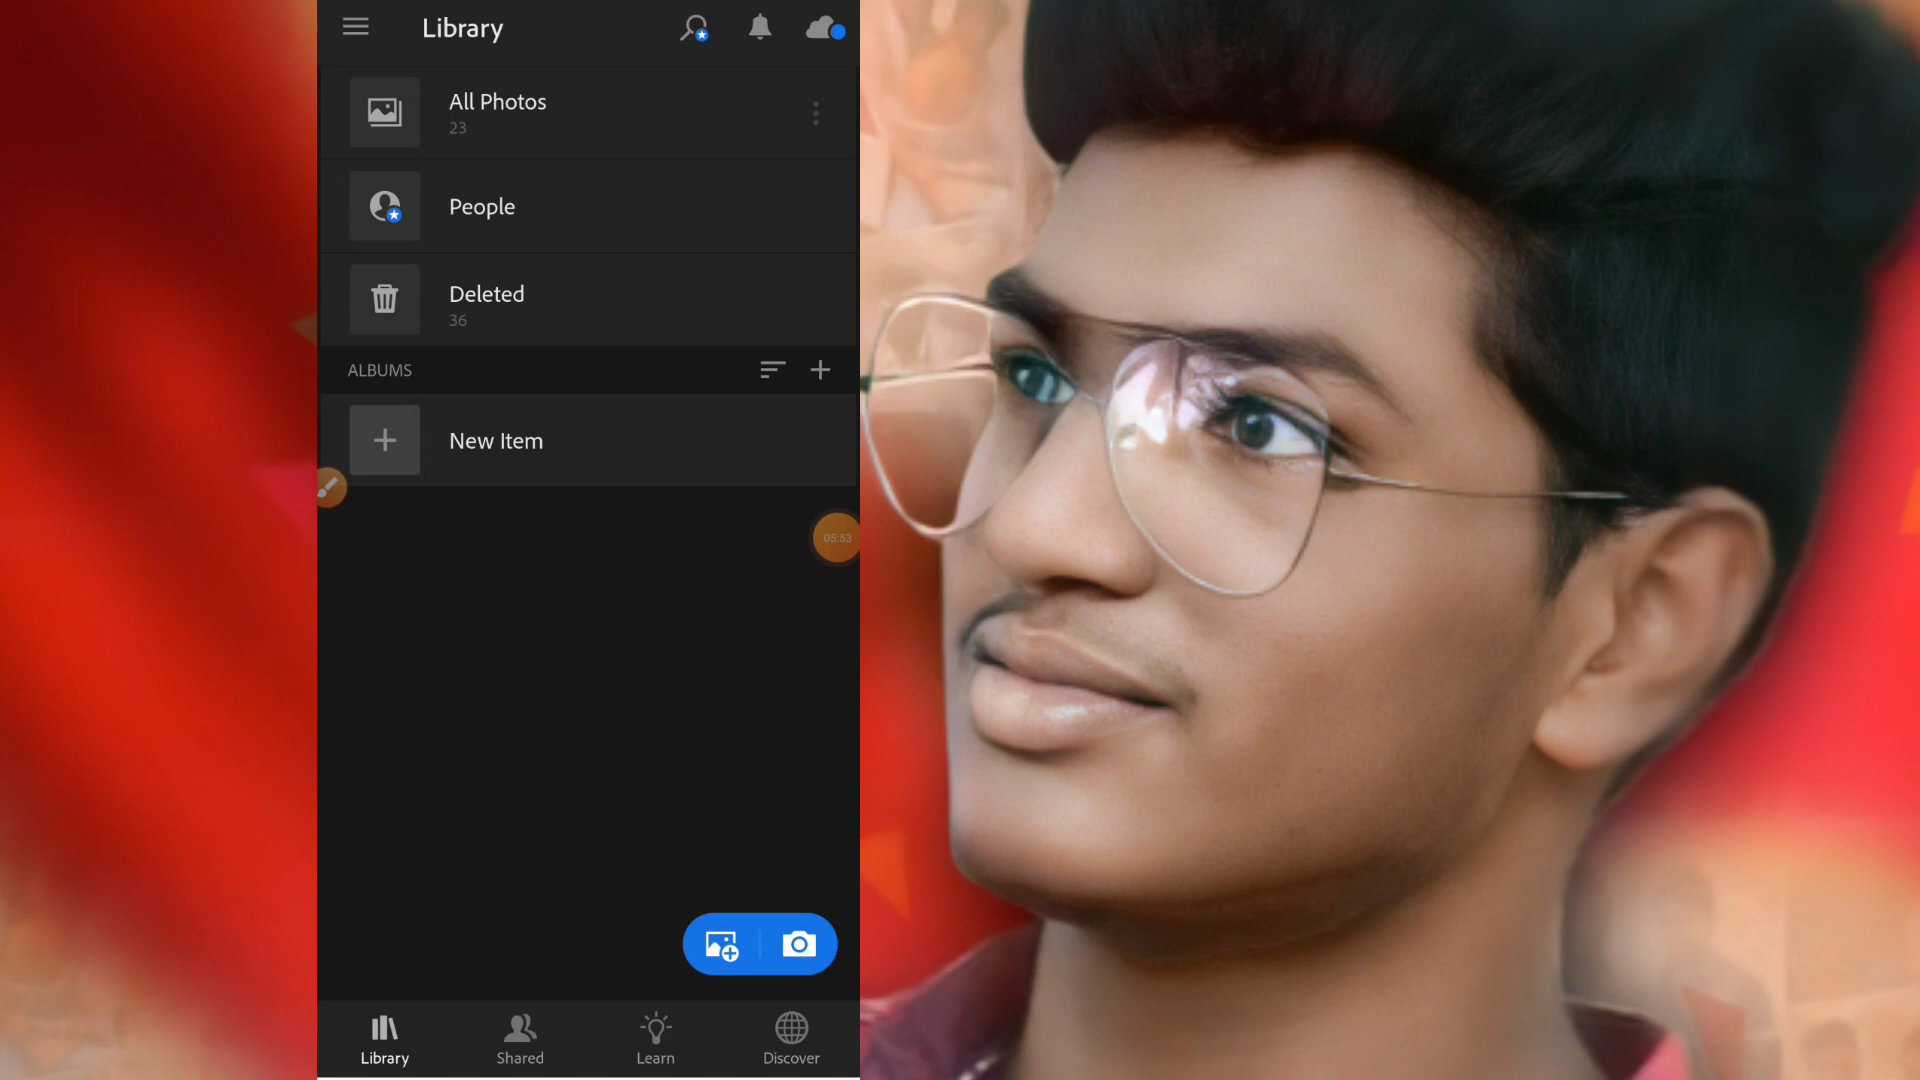 Library
All Photos
23
People
Deleted
36
ALBUMS
New Item
05:53
Library
Shared
Learn
Discover